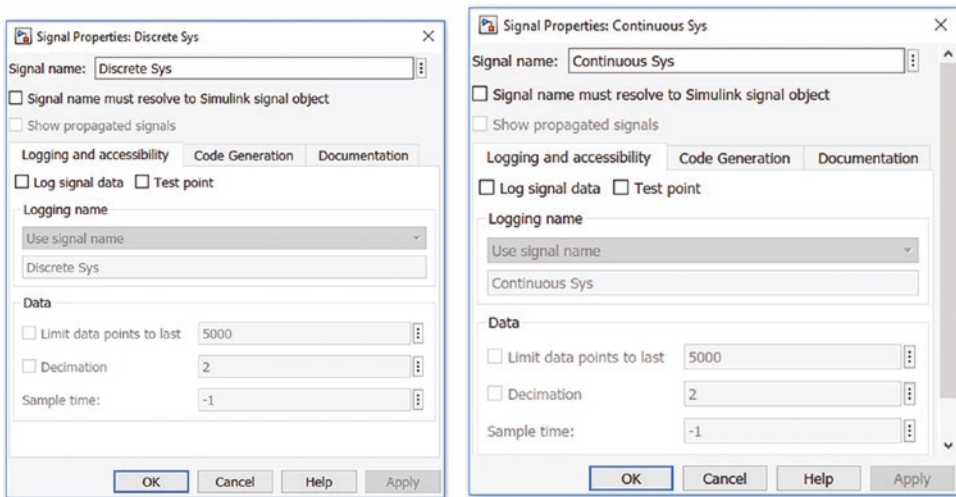 Signal Properties: Discrete Sys
Signal name: Discrete Sys
Signal name must resolve to Simulink signal object
Show propagated signals
Logging and accessibility Code Generation Documentation
Log signal data Test point
Logging name
Use signal name
Discrete Sys
Data
Limit data points to last 5000
Decimation 2
Sample time: -1
OK Cancel Help Apply
Signal Properties: Continuous Sys
Signal name: Continuous Sys
Signal name must resolve to Simulink signal object
Show propagated signals
Logging and accessibility Code Generation Documentation
Log signal data Test point
Logging name
Use signal name
Continuous Sys
Data
Limit data points to last 5000
Decimation 2
Sample time: -1
OK Cancel Help Apply